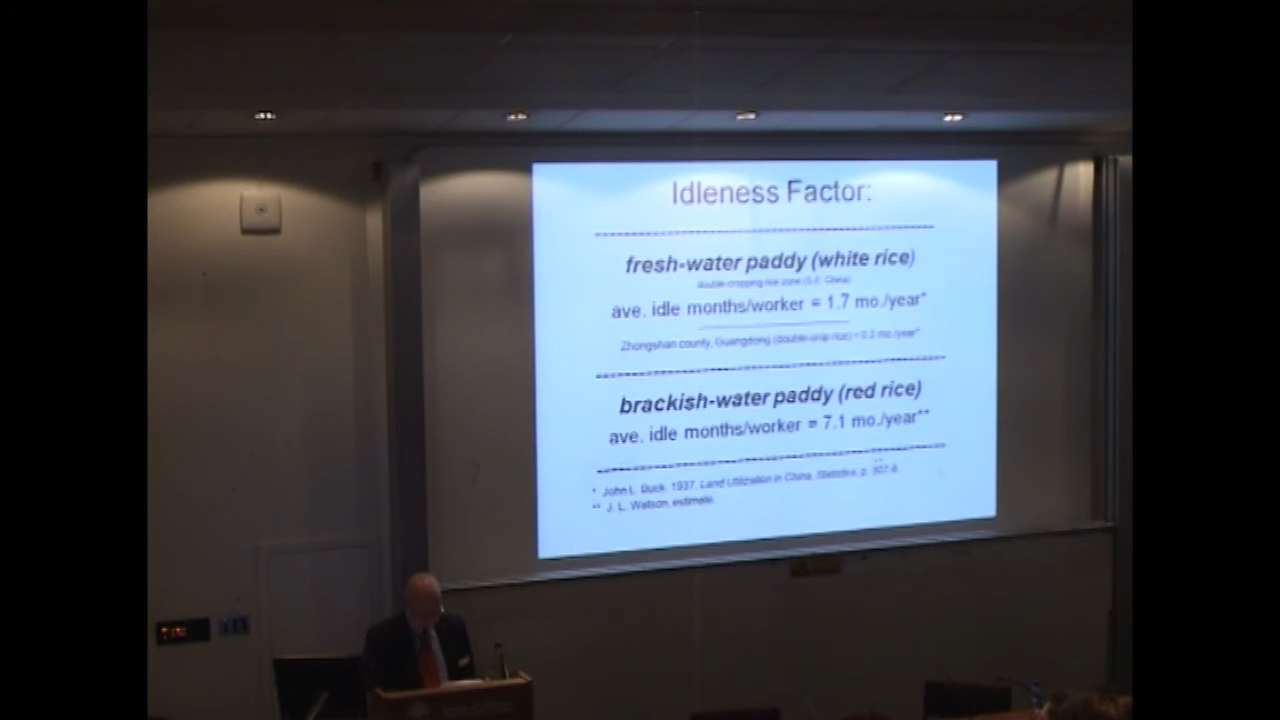 Idleness Factor:
fresh-water paddy (white rice)
double-cropping rice zone (S.E. China)
ave. idle months/worker = 1.7 mo./year*
Zhongshan county, Guangdong (double-crop rice) = 0.2 mo./year*
brackish-water paddy (red rice)
ave. idle months/worker = 7.1 mo./year**
* John L. Buck. 1937. Land Utilization in China, Statistics, p.
** J. L. Watson, estimate.